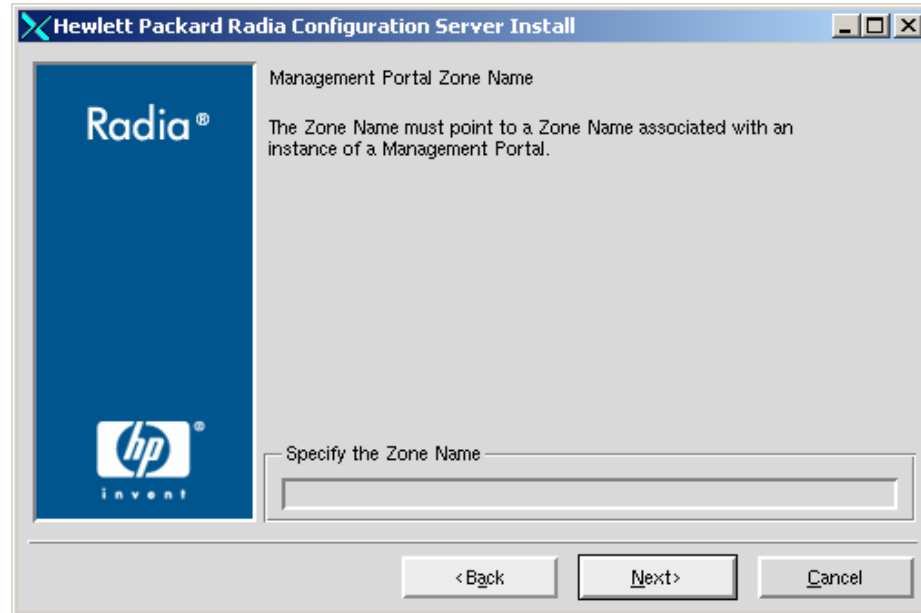 Hewlett Packard Radia Configuration Server Install
Radia®
Management Portal Zone Name
The Zone Name must point to a Zone Name associated with an
instance of a Management Portal.
hp®
invent
Specify the Zone Name
<Back
Next>
Cancel